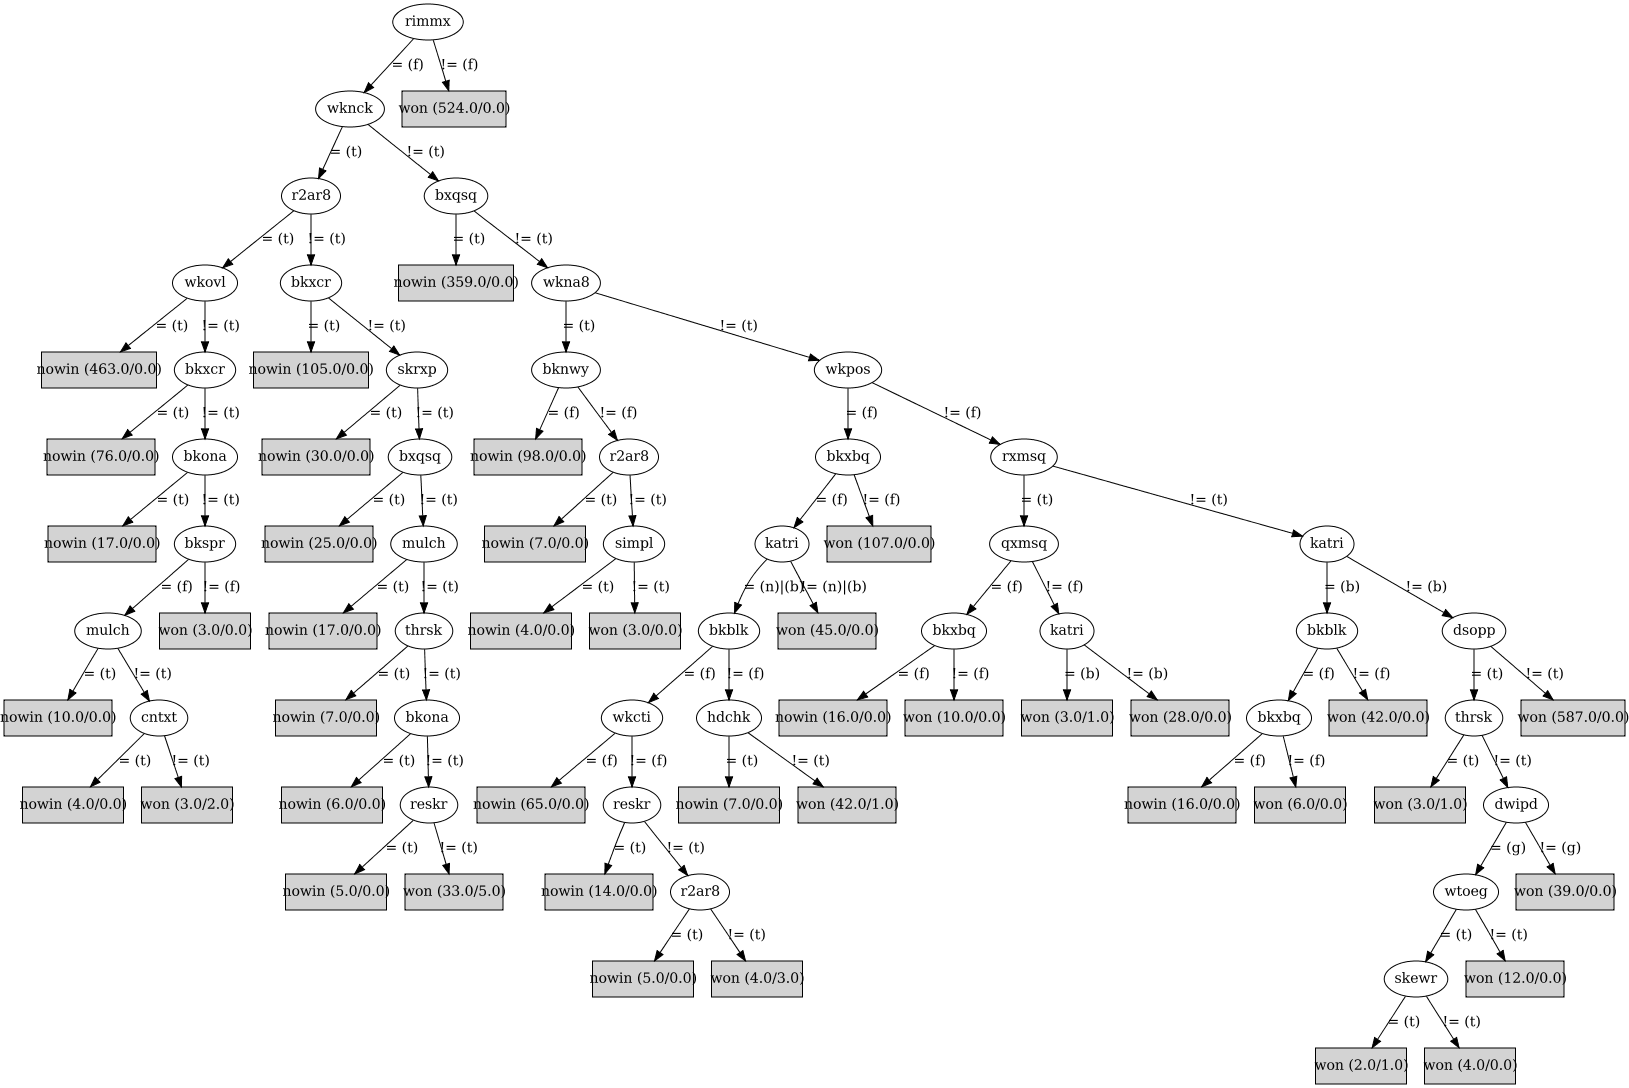 rimmx
= (f)
!= (f)
wknck
won (524.0/0.0)
= (t)
!= (t)
r2ar8
bxqsq
= (t)
!= (t)
= (t)
!= (t)
wkovl
bkxcr
nowin (359.0/0.0)
wkna8
= (t)
!= (t)
= (t)
!= (t)
= (t)
!= (t)
nowin (463.0/0.0)
bkxcr
nowin (105.0/0.0)
skrxp
bknwy
wkpos
= (t)
!= (t)
= (t)
!= (t)
= (f)
!= (f)
= (f)
!= (f)
nowin (76.0/0.0)
bkona
nowin (30.0/0.0)
bxqsq
nowin (98.0/0.0)
r2ar8
bkxbq
rxmsq
= (t)
!= (t)
= (t)
!= (t)
= (t)
!= (t)
= (f)
!= (f)
= (t)
!= (t)
nowin (17.0/0.0)
bkspr
nowin (25.0/0.0)
mulch
nowin (7.0/0.0)
simpl
katri
won (107.0/0.0)
qxmsq
katri
= (f)
!= (f)
= (t)
!= (t)
= (t)
!= (t)
= (n)|(b)
!= (n)|(b)
= (f)
!= (f)
= (b)
!= (b)
mulch
won (3.0/0.0)
nowin (17.0/0.0)
thrsk
nowin (4.0/0.0)
won (3.0/0.0)
bkblk
won (45.0/0.0)
bkxbq
katri
bkblk
dsopp
= (t)
!= (t)
= (t)
!= (t)
= (f)
!= (f)
= (f)
!= (f)
= (b)
!= (b)
= (f)
!= (f)
= (t)
!= (t)
nowin (10.0/0.0)
cntxt
nowin (7.0/0.0)
bkona
wkcti
hdchk
nowin (16.0/0.0)
won (10.0/0.0)
won (3.0/1.0)
won (28.0/0.0)
bkxbq
won (42.0/0.0)
thrsk
won (587.0/0.0)
= (t)
!= (t)
= (t)
!= (t)
= (f)
!= (f)
= (t)
!= (t)
= (f)
!= (f)
= (t)
!= (t)
nowin (4.0/0.0)
won (3.0/2.0)
nowin (6.0/0.0)
reskr
nowin (65.0/0.0)
reskr
nowin (7.0/0.0)
won (42.0/1.0)
nowin (16.0/0.0)
won (6.0/0.0)
won (3.0/1.0)
dwipd
= (t)
!= (t)
= (t)
!= (t)
= (g)
!= (g)
nowin (5.0/0.0)
won (33.0/5.0)
nowin (14.0/0.0)
r2ar8
wtoeg
won (39.0/0.0)
= (t)
!= (t)
= (t)
!= (t)
nowin (5.0/0.0)
won (4.0/3.0)
skewr
won (12.0/0.0)
= (t)
!= (t)
won (2.0/1.0)
won (4.0/0.0)